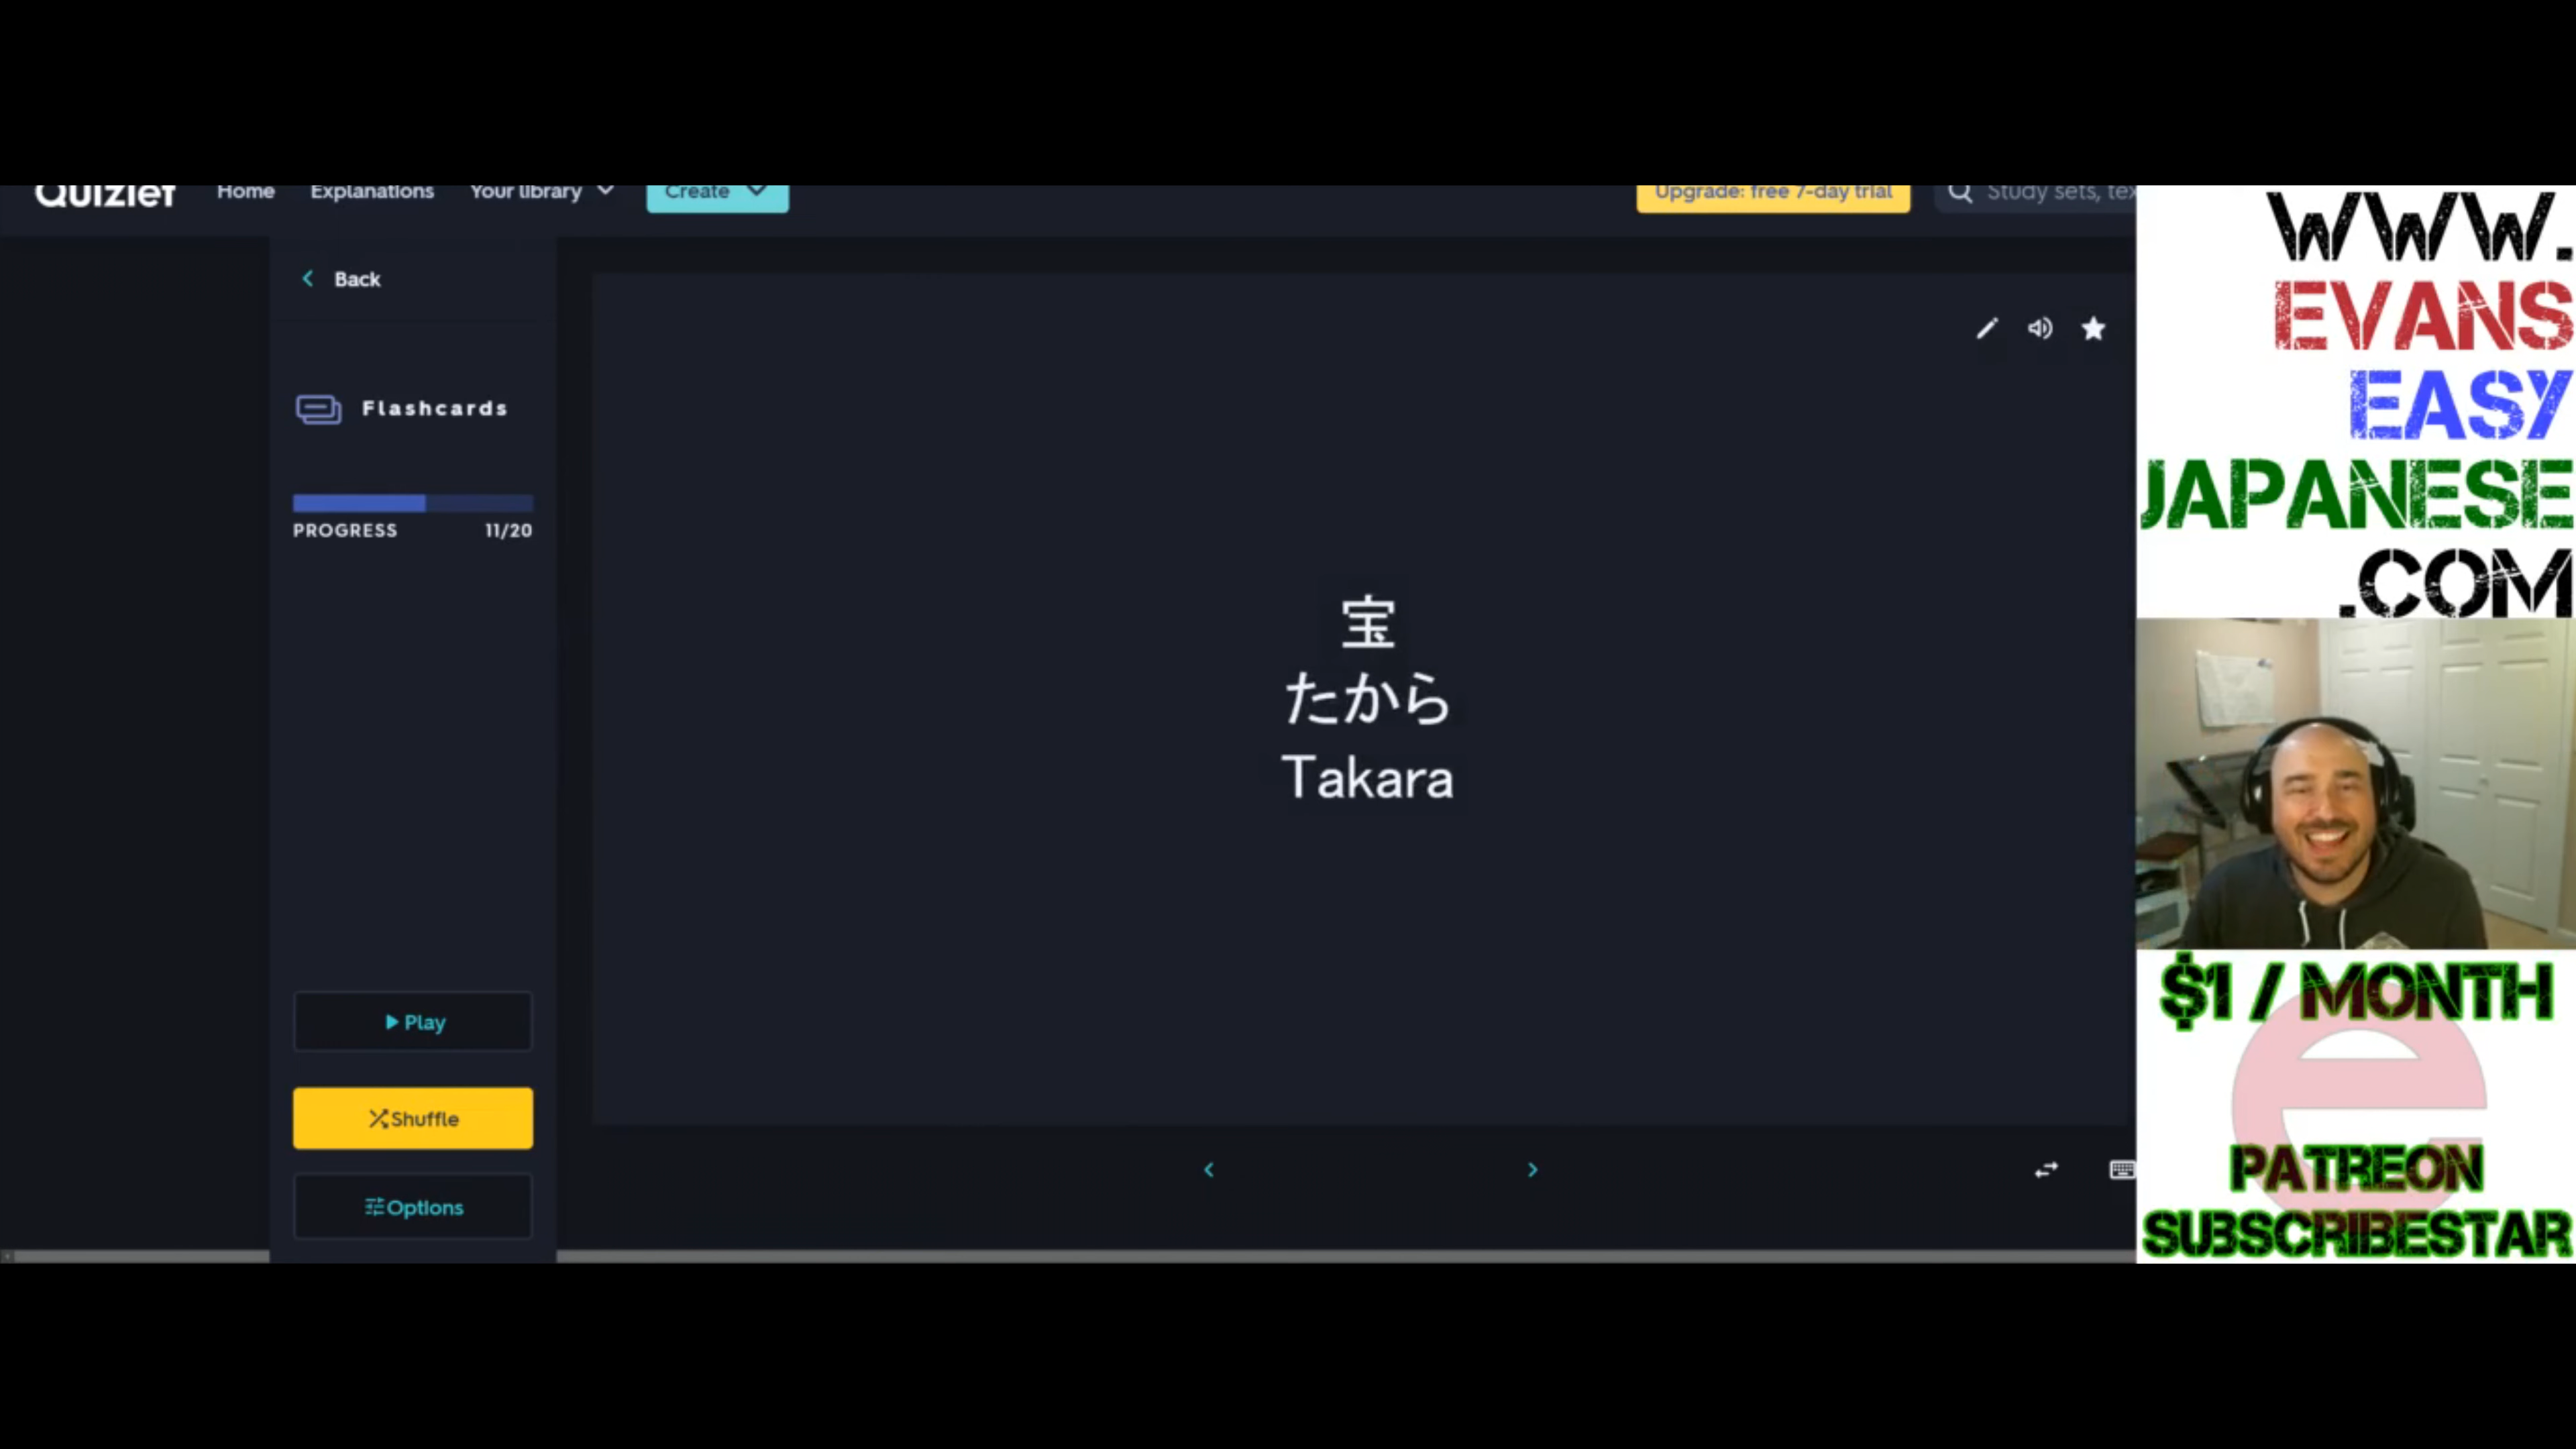 Quizlet Home Explanations Your library Create Upgrade: free 7-day trial Study sets, tex
Back
Flashcards
PROGRESS 11/20
宝
たから
Takara
Play
Shuffle
Options
WWW.
EVANS
EASY
JAPANESE
.COM
$1 / MONTH
e
PATREON
SUBSCRIBESTAR